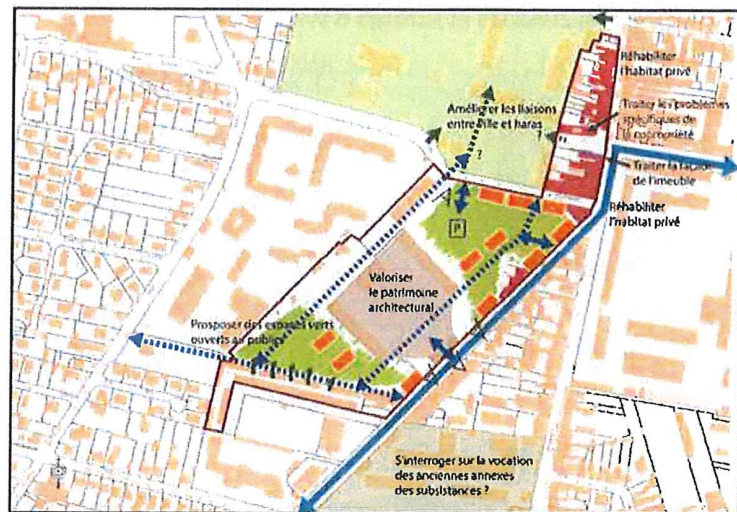 Réhabiliter
l'habitat privé
Améliorer les liaisons
entre ville et haras
?
?
?
Traiter les problèmes
spécifiques de
la copropriété
Traiter la façade
de l'imeuble
Réhabiliter
l'habitat privé
P
Valoriser
le patrimoine
architectural
Prosposer des espaces verts
ouverts au public
S'interroger sur la vocation
des anciennes annexes
des subsistances ?